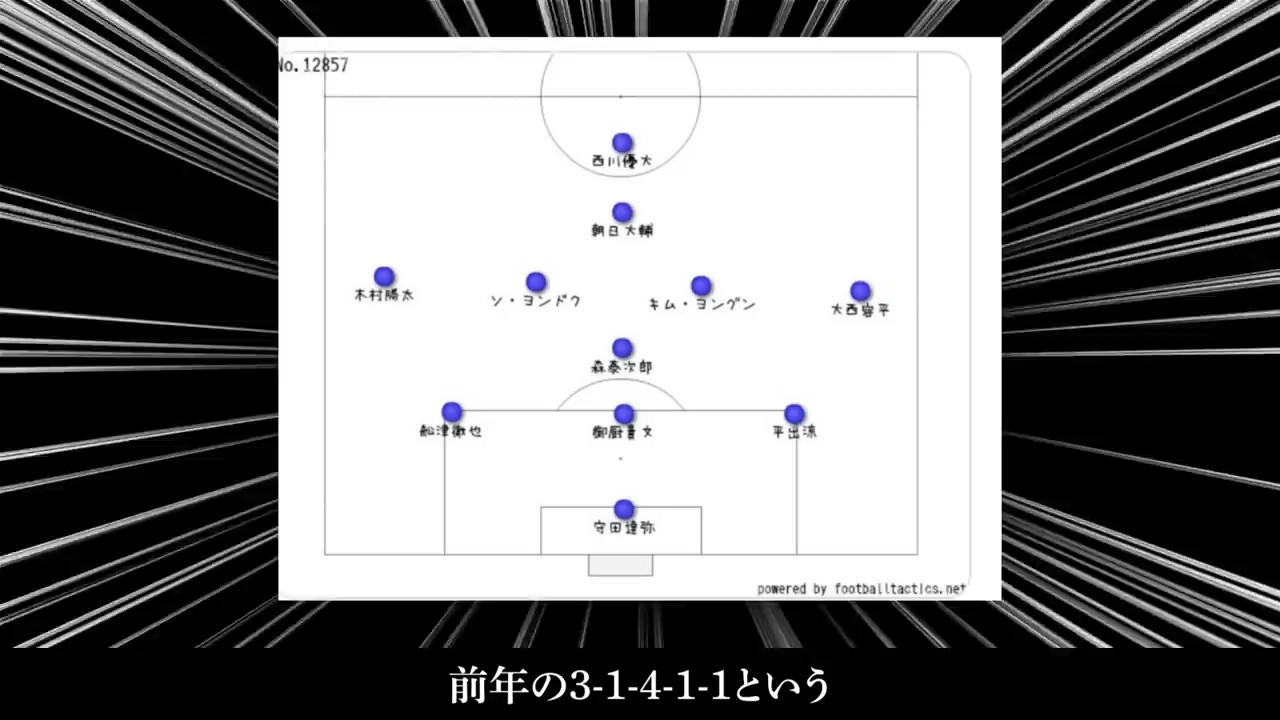 No.12857
西川優大
朝日大輔
木村勝太
ソ・ヨンドク
キム・ヨングン
大西容平
森泰次郎
舩津徹也
御厨貴文
平出涼
守田達弥
powered by footballtactics.net
前年の3-1-4-1-1という